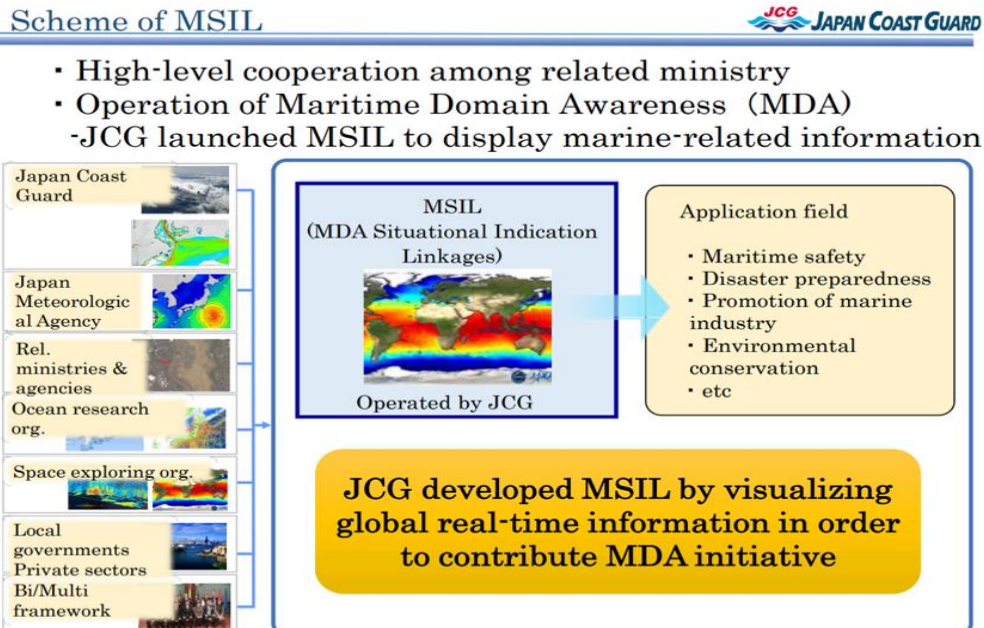 Scheme of MSIL
JCG JAPAN COAST GUARD
・High-level cooperation among related ministry
・Operation of Maritime Domain Awareness (MDA)
-JCG launched MSIL to display marine-related information
Japan Coast
Guard
Japan
Meteorologic
al Agency
Rel.
ministries &
agencies
Ocean research
org.
Space exploring org.
Local
governments
Private sectors
Bi/Multi
framework
MSIL
(MDA Situational Indication
Linkages)
Operated by JCG
Application field
・Maritime safety
・Disaster preparedness
・Promotion of marine
industry
・Environmental
conservation
・etc
JCG developed MSIL by visualizing
global real-time information in order
to contribute MDA initiative